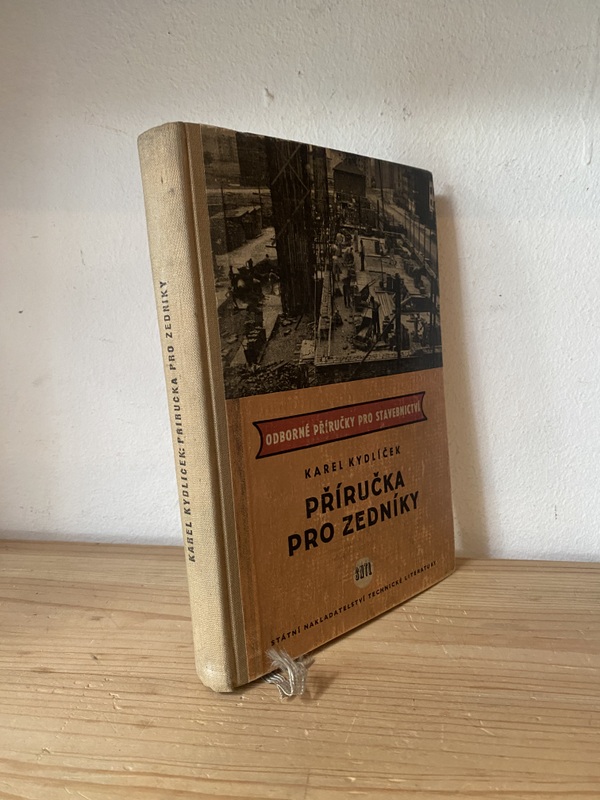 KAREL KYDLÍČEK: PŘÍRUČKA PRO ZEDNÍKY
ODBORNÉ PŘÍRUČKY PRO STAVEBNICTVÍ
KAREL KYDLÍČEK
PŘÍRUČKA
PRO ZEDNÍKY
SNTL
STÁTNÍ NAKLADATELSTVÍ TECHNICKÉ LITERATURY